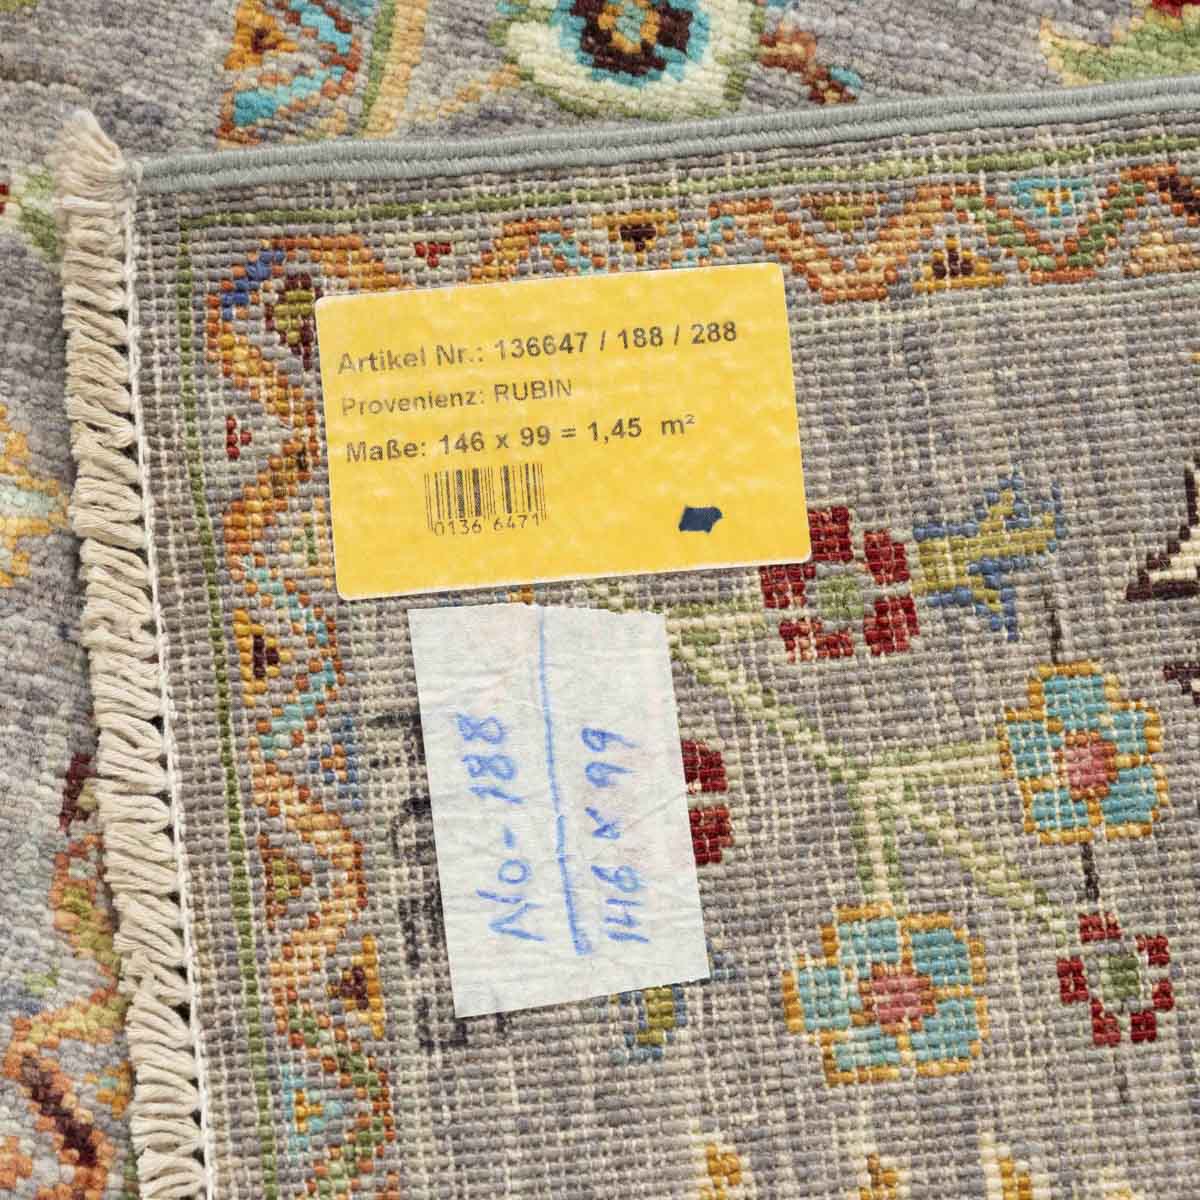 Artikel Nr.: 136647 / 188 / 288
Provenienz: RUBIN
Maße: 146 x 99 = 1,45 m²
0136 6471
No-188
146 x 99